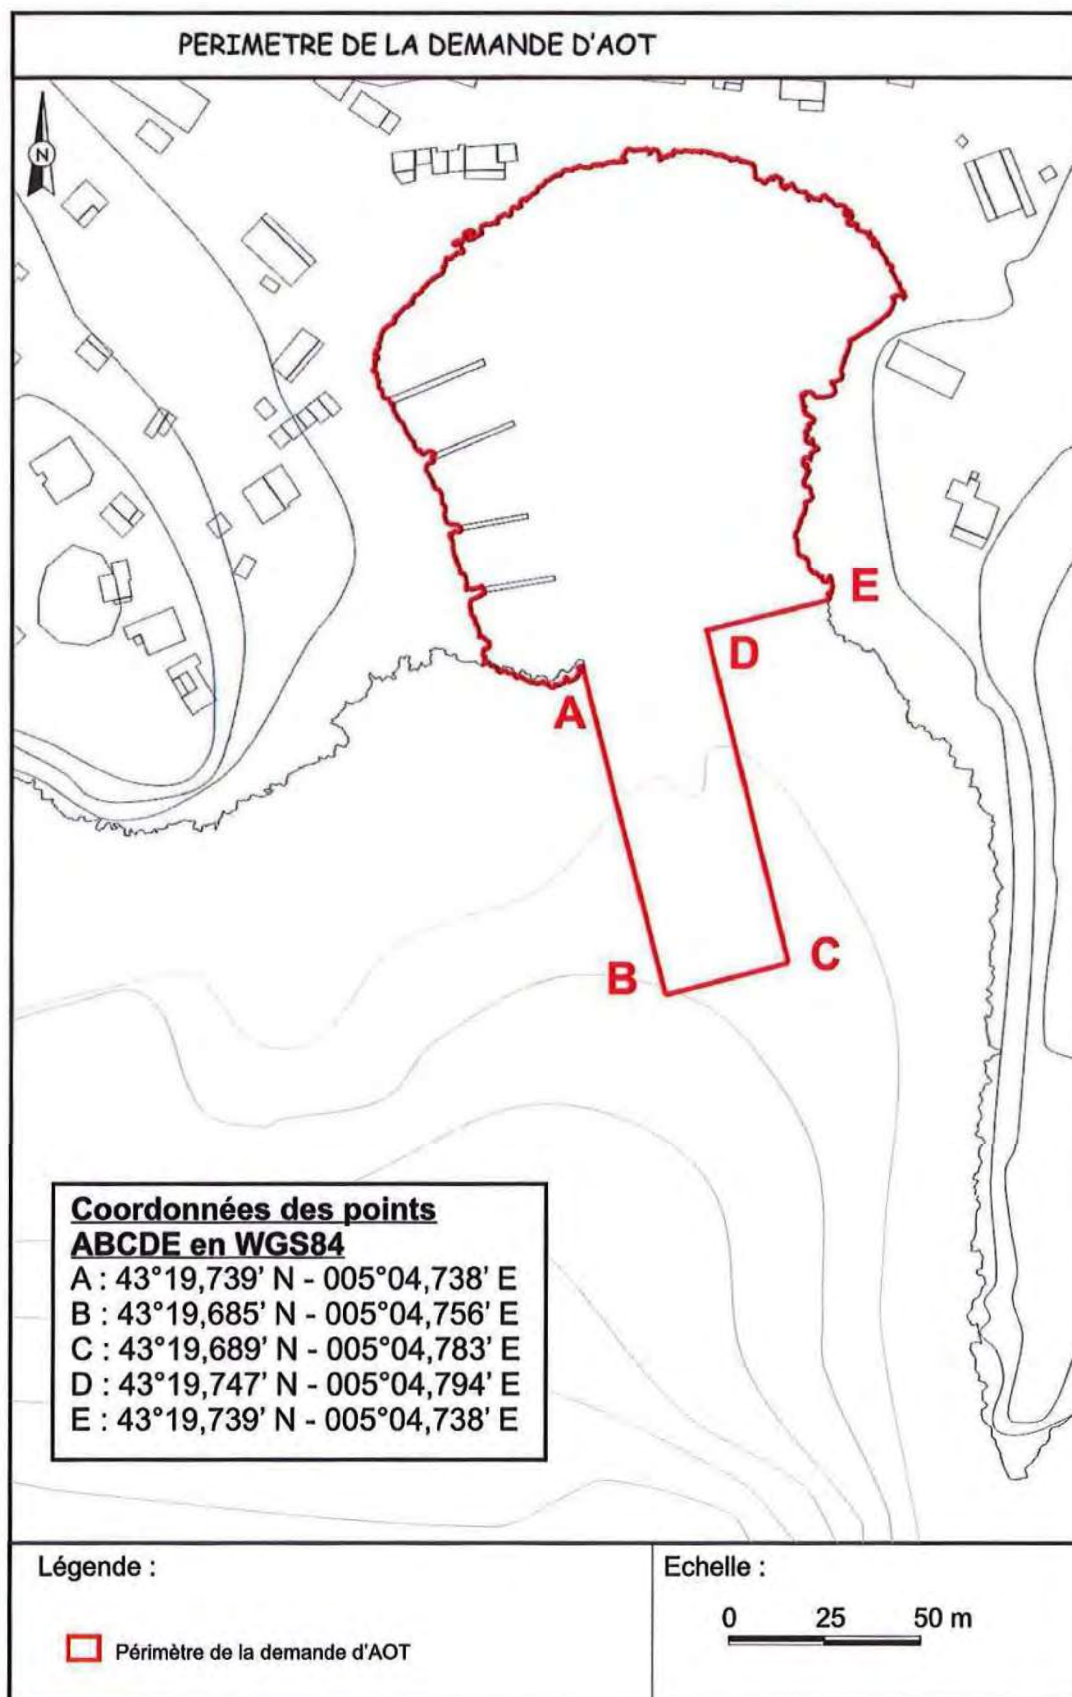 PERIMETRE DE LA DEMANDE D'AOT
N
E
D
A
C
B
Coordonnées des points
ABCDE en WGS84
A : 43°19,739' N - 005°04,738' E
B : 43°19,685' N - 005°04,756' E
C : 43°19,689' N - 005°04,783' E
D : 43°19,747' N - 005°04,794' E
E : 43°19,739' N - 005°04,738' E
Légende :
Périmètre de la demande d'AOT
Echelle :
0 25 50 m